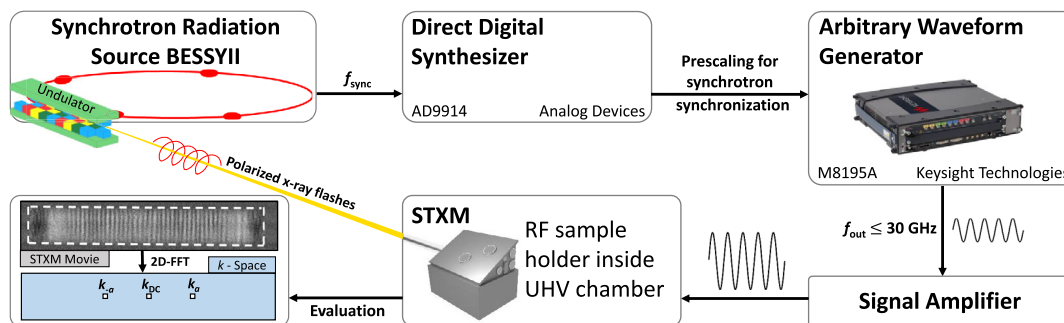 Synchrotron Radiation
Source BESSYII
Undulator
f_sync
Direct Digital
Synthesizer
AD9914 Analog Devices
Prescaling for
synchrotron
synchronization
Arbitrary Waveform
Generator
M8195A Keysight Technologies
Polarized x-ray flashes
f_out ≤ 30 GHz
STXM Movie
2D-FFT
k - Space
k_-a k_DC k_a
Evaluation
STXM
RF sample
holder inside
UHV chamber
Signal Amplifier